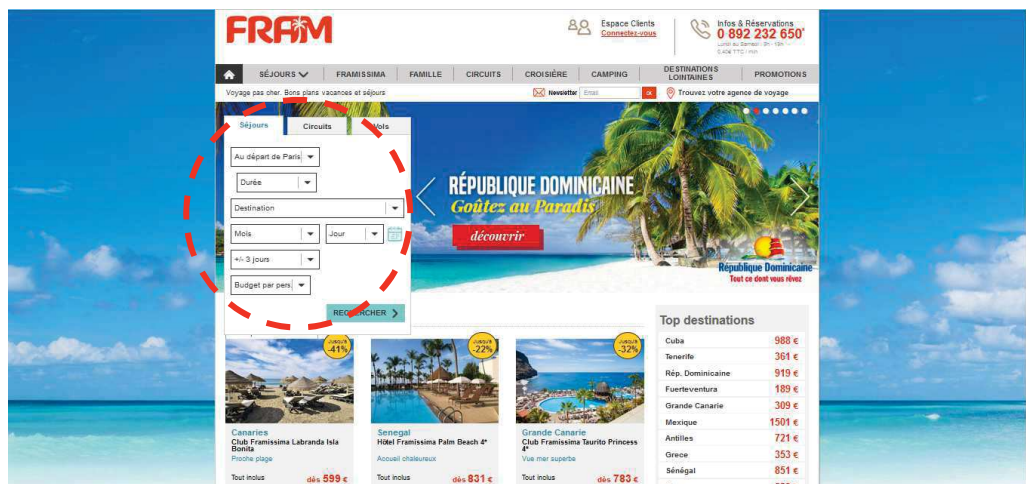 FRAM
Espace Clients
Connectez-vous
Infos & Réservations
0 892 232 650*
SÉJOURS
FRAMISSIMA
FAMILLE
CIRCUITS
CROISIÈRE
CAMPING
DESTINATIONS
LOINTAINES
PROMOTIONS
Voyage pas cher. Bons plans vacances et séjours
Newsletter
Email
OK
Trouvez votre agence de voyage
Séjours
Circuits
Vols
Au départ de Paris
Durée
Destination
Mois
Jour
+/- 3 jours
Budget par pers.
RECHERCHER
RÉPUBLIQUE DOMINICAINE
Goûtez au Paradis
découvrir
République Dominicaine
Tout ce dont vous rêvez
JUSQU'À
-41%
JUSQU'À
-22%
JUSQU'À
-32%
Canaries
Club Framissima Labranda Isla
Bonita
Proche plage
Tout inclus
dès 599 €
Senegal
Hôtel Framissima Palm Beach 4*
Accueil chaleureux
Tout inclus
dès 831 €
Grande Canarie
Club Framissima Taurito Princess
4*
Vue mer superbe
Tout inclus
dès 783 €
Top destinations
Cuba 988 €
Tenerife 361 €
Rép. Dominicaine 919 €
Fuerteventura 189 €
Grande Canarie 309 €
Mexique 1501 €
Antilles 721 €
Grece 353 €
Sénégal 851 €